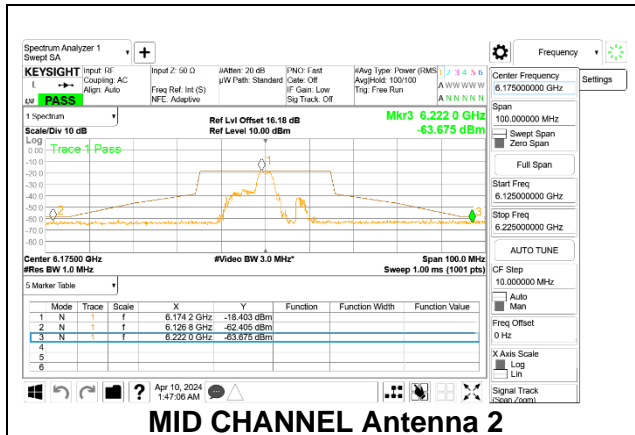 Spectrum Analyzer 1
Swept SA
+
Frequency
KEYSIGHT Input: RF Input Z: 50 Ω #Atten: 20 dB PNO: Fast #Avg Type: Power (RMS 1 2 3 4 5 6
Coupling: AC µW Path: Standard Gate: Off Avg|Hold: 100/100
Align: Auto Freq Ref: Int (S) IF Gain: Low Trig: Free Run A W W W W W
NFE: Adaptive Sig Track: Off A N N N N N
PASS
1 Spectrum
Scale/Div 10 dB
Ref Lvl Offset 16.18 dB
Ref Level 10.00 dBm
Mkr3 6.222 0 GHz
-63.675 dBm
Log
Trace 1 Pass
0.00
-10.0
-20.0
-30.0
-40.0
-50.0
-60.0
-70.0
-80.0
1
2
3
Center 6.17500 GHz #Video BW 3.0 MHz* Span 100.0 MHz
#Res BW 1.0 MHz Sweep 1.00 ms (1001 pts)
5 Marker Table
Mode Trace Scale X Y Function Function Width Function Value
1 N 1 f 6.174 2 GHz -18.403 dBm
2 N 1 f 6.126 8 GHz -62.405 dBm
3 N 1 f 6.222 0 GHz -63.675 dBm
4
5
6
Center Frequency
6.175000000 GHz
Settings
Span
100.000000 MHz
Swept Span
Zero Span
Full Span
Start Freq
6.125000000 GHz
Stop Freq
6.225000000 GHz
AUTO TUNE
CF Step
10.000000 MHz
Auto
Man
Freq Offset
0 Hz
X Axis Scale
Log
Lin
Signal Track
(Span Zoom)
?
Apr 10, 2024
1:47:06 AM
MID CHANNEL Antenna 2